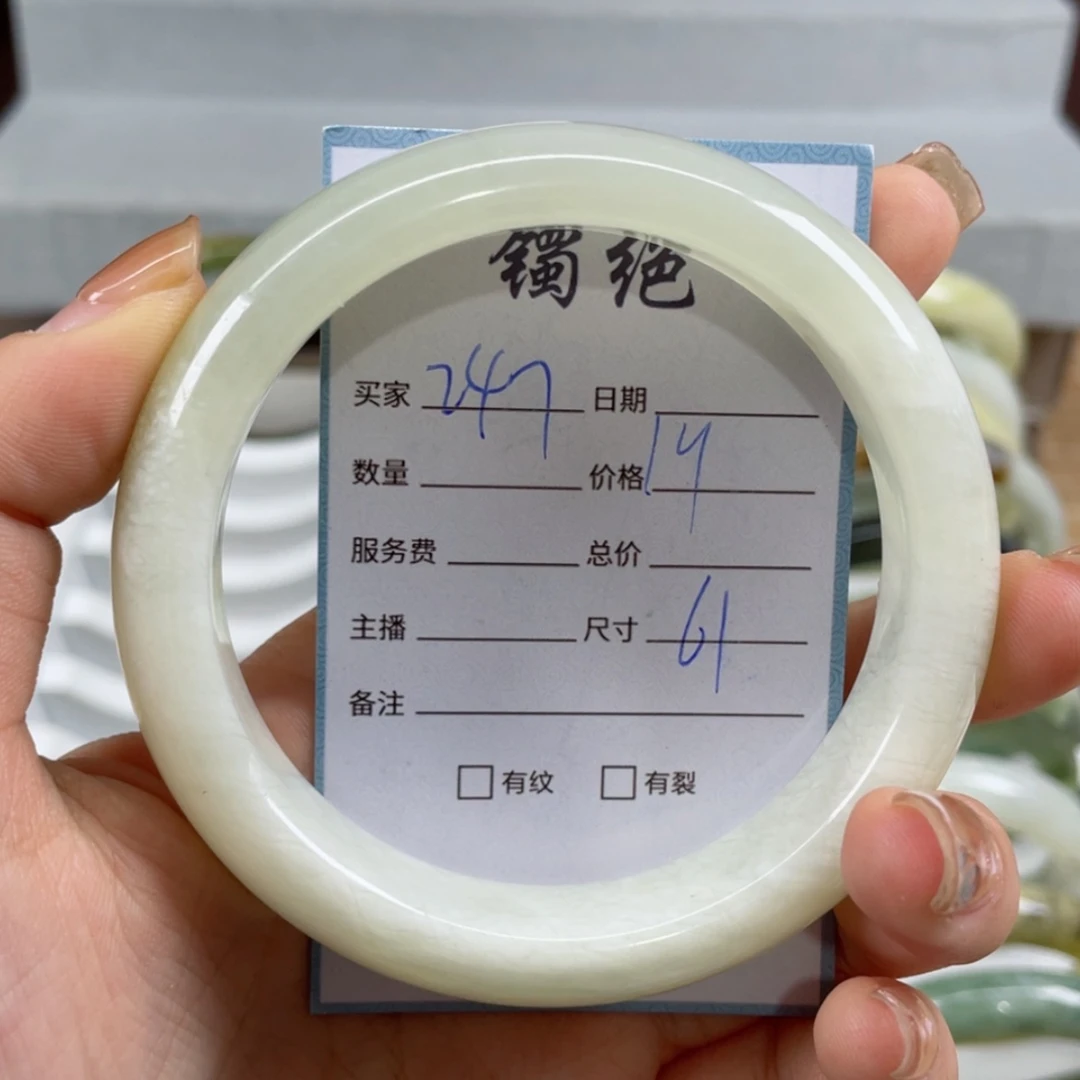 镯绝
买家 247 日期
数量 价格 14
服务费 总价
主播 尺寸 61
备注
有纹 有裂